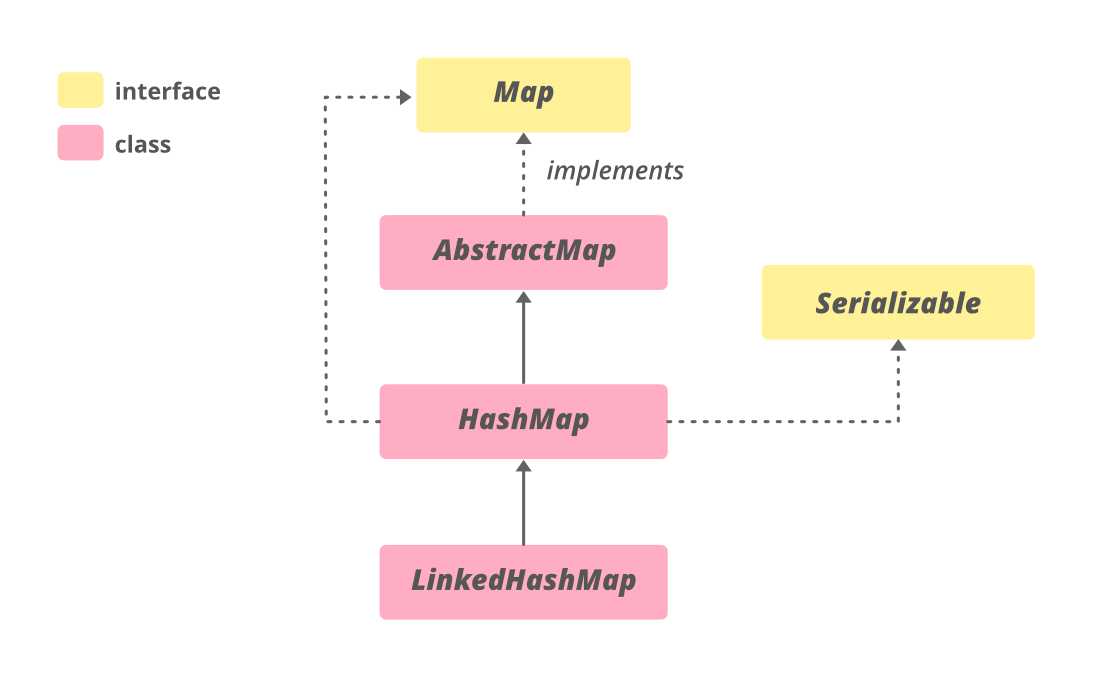 interface
class
Map
implements
AbstractMap
Serializable
HashMap
LinkedHashMap